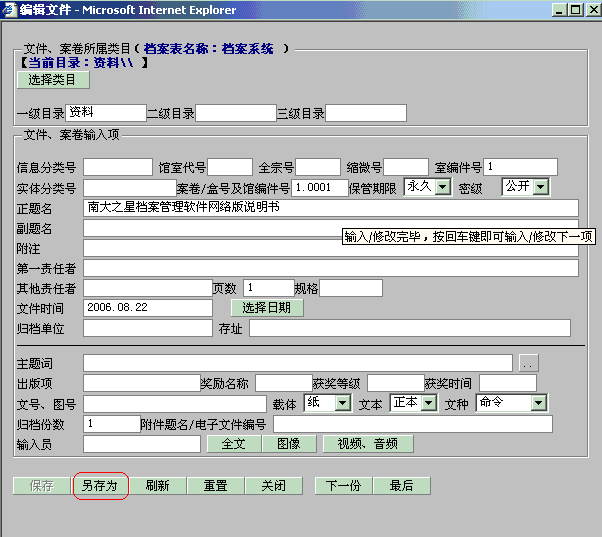 编辑文件 - Microsoft Internet Explorer
文件、案卷所属类目(档案表名称：档案系统 )
【当前目录：资料\\ 】
选择类目
一级目录 资料 二级目录 三级目录
文件、案卷输入项
信息分类号 馆室代号 全宗号 缩微号 室编件号 1
实体分类号 案卷/盒号及馆编件号 1.0001 保管期限 永久 密级 公开
正题名 南大之星档案管理软件网络版说明书
副题名
输入/修改完毕，按回车键即可输入/修改下一项
附注
第一责任者
其他责任者 页数 1 规格
文件时间 2006.08.22 选择日期
归档单位 存址
主题词 ..
出版项 奖励名称 获奖等级 获奖时间
文号、图号 载体 纸 文本 正本 文种 命令
归档份数 1 附件题名/电子文件编号
输入员 全文 图像 视频、音频
保存 另存为 刷新 重置 关闭 下一份 最后